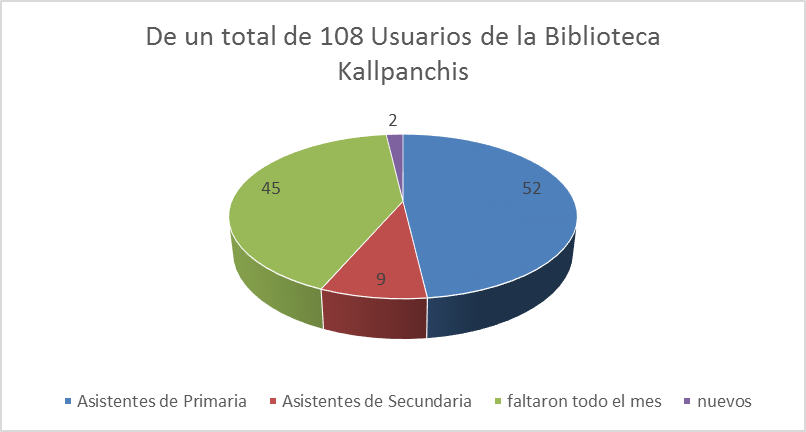 De un total de 108 Usuarios de la Biblioteca
Kallpanchis
2
45
52
9
Asistentes de Primaria
Asistentes de Secundaria
faltaron todo el mes
nuevos